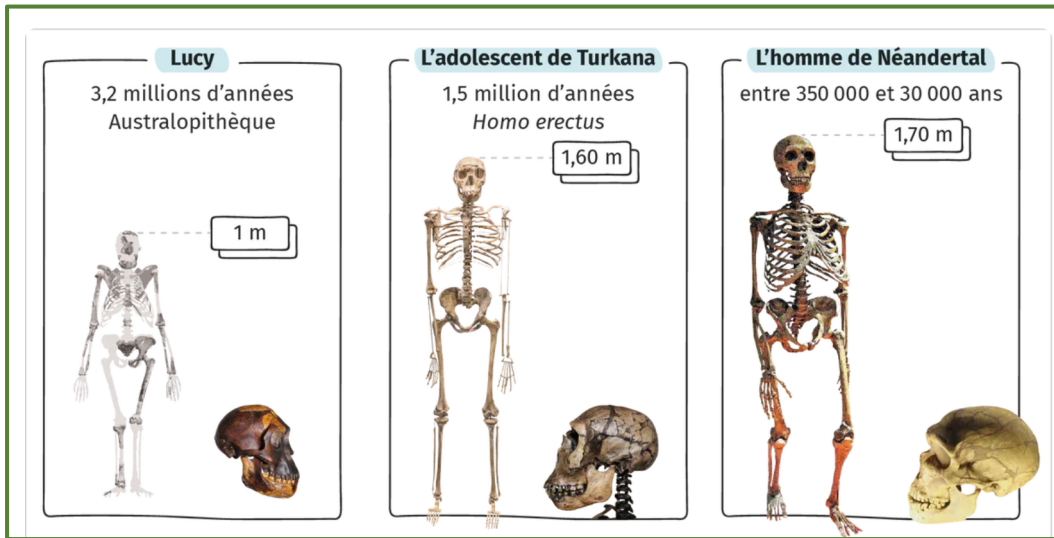 Lucy
3,2 millions d’années
Australopithèque
1 m
L’adolescent de Turkana
1,5 million d’années
Homo erectus
1,60 m
L’homme de Néandertal
entre 350 000 et 30 000 ans
1,70 m